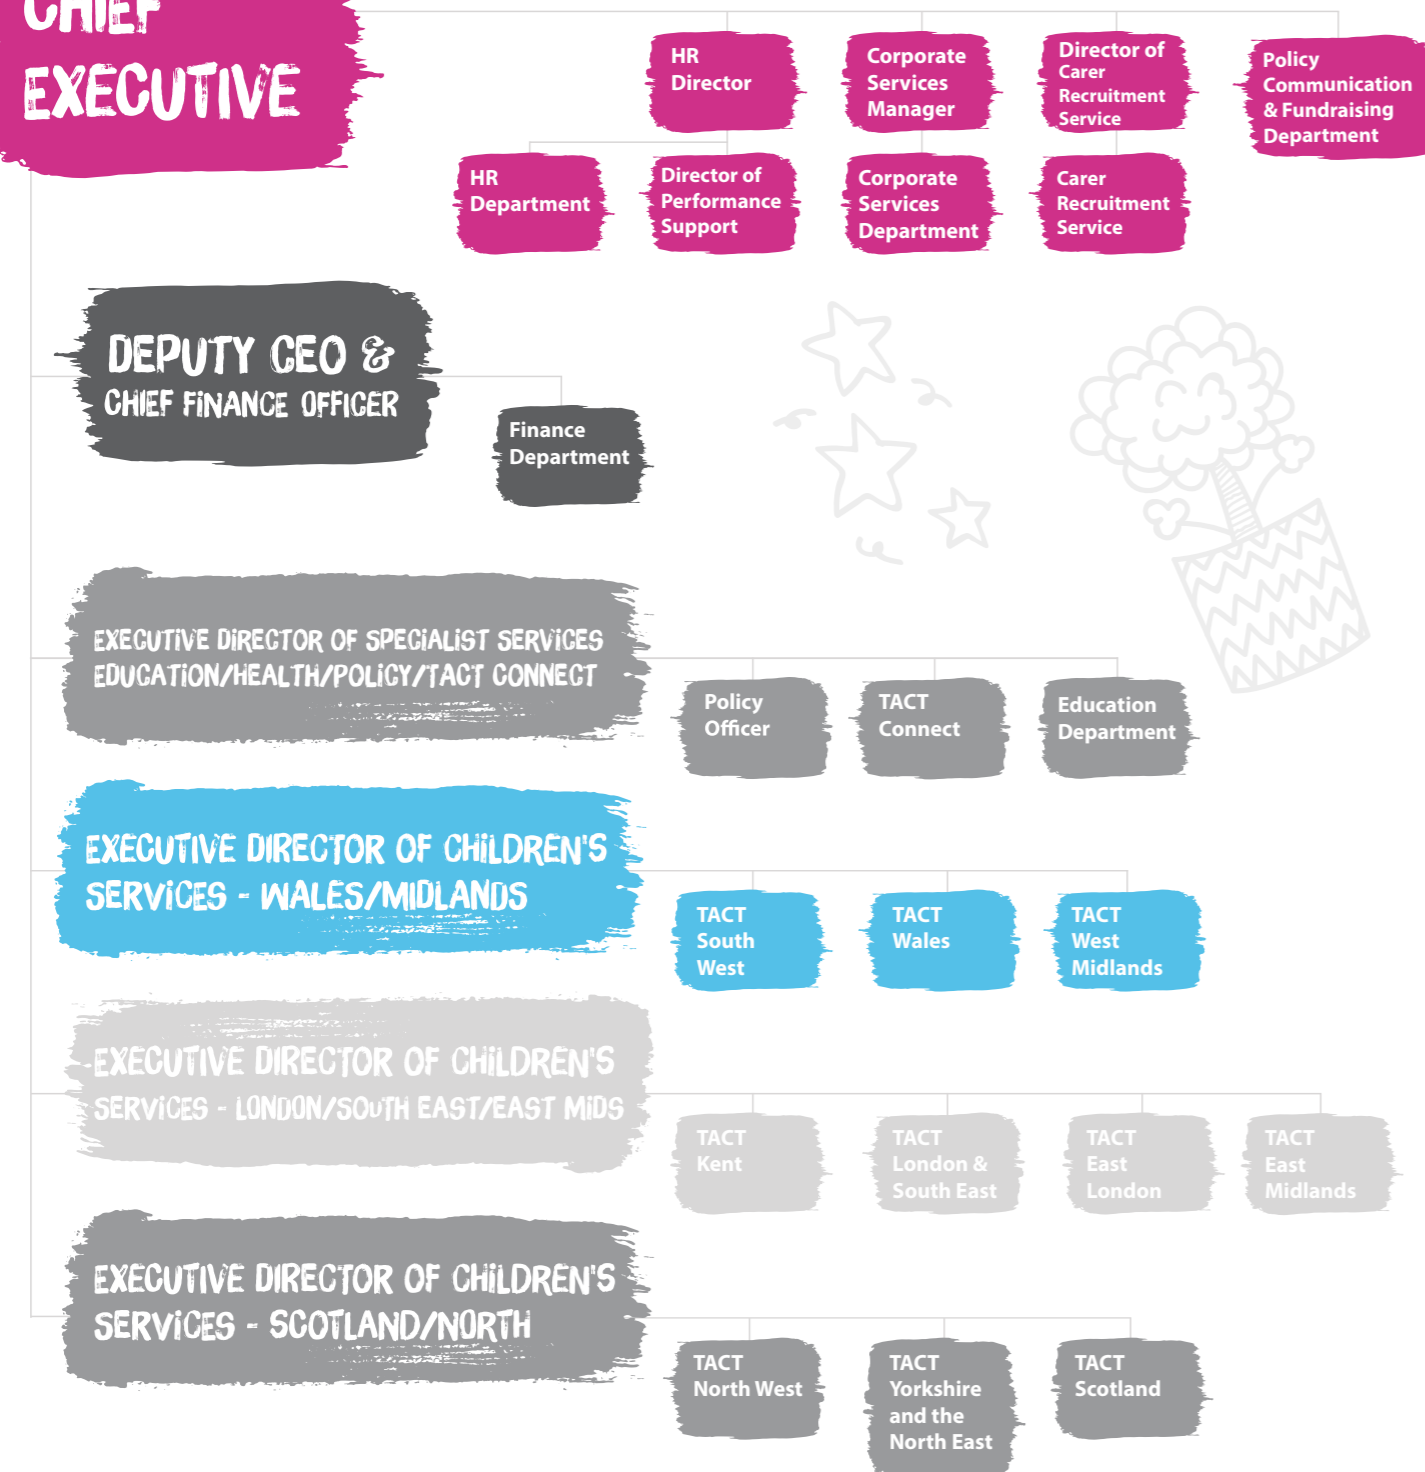 CHIEF
EXECUTIVE
HR
Director
Corporate
Services
Manager
Director of
Carer
Recruitment
Service
Policy
Communication
& Fundraising
Department
HR
Department
Director of
Performance
Support
Corporate
Services
Department
Carer
Recruitment
Service
DEPUTY CEO &
CHIEF FINANCE OFFICER
Finance
Department
EXECUTIVE DIRECTOR OF SPECIALIST SERVICES
EDUCATION/HEALTH/POLICY/TACT CONNECT
Policy
Officer
TACT
Connect
Education
Department
EXECUTIVE DIRECTOR OF CHILDREN'S
SERVICES - WALES/MIDLANDS
TACT
South
West
TACT
Wales
TACT
West
Midlands
EXECUTIVE DIRECTOR OF CHILDREN'S
SERVICES - LONDON/SOUTH EAST/EAST MIDS
TACT
Kent
TACT
London &
South East
TACT
East
London
TACT
East
Midlands
EXECUTIVE DIRECTOR OF CHILDREN'S
SERVICES - SCOTLAND/NORTH
TACT
North West
TACT
Yorkshire
and the
North East
TACT
Scotland